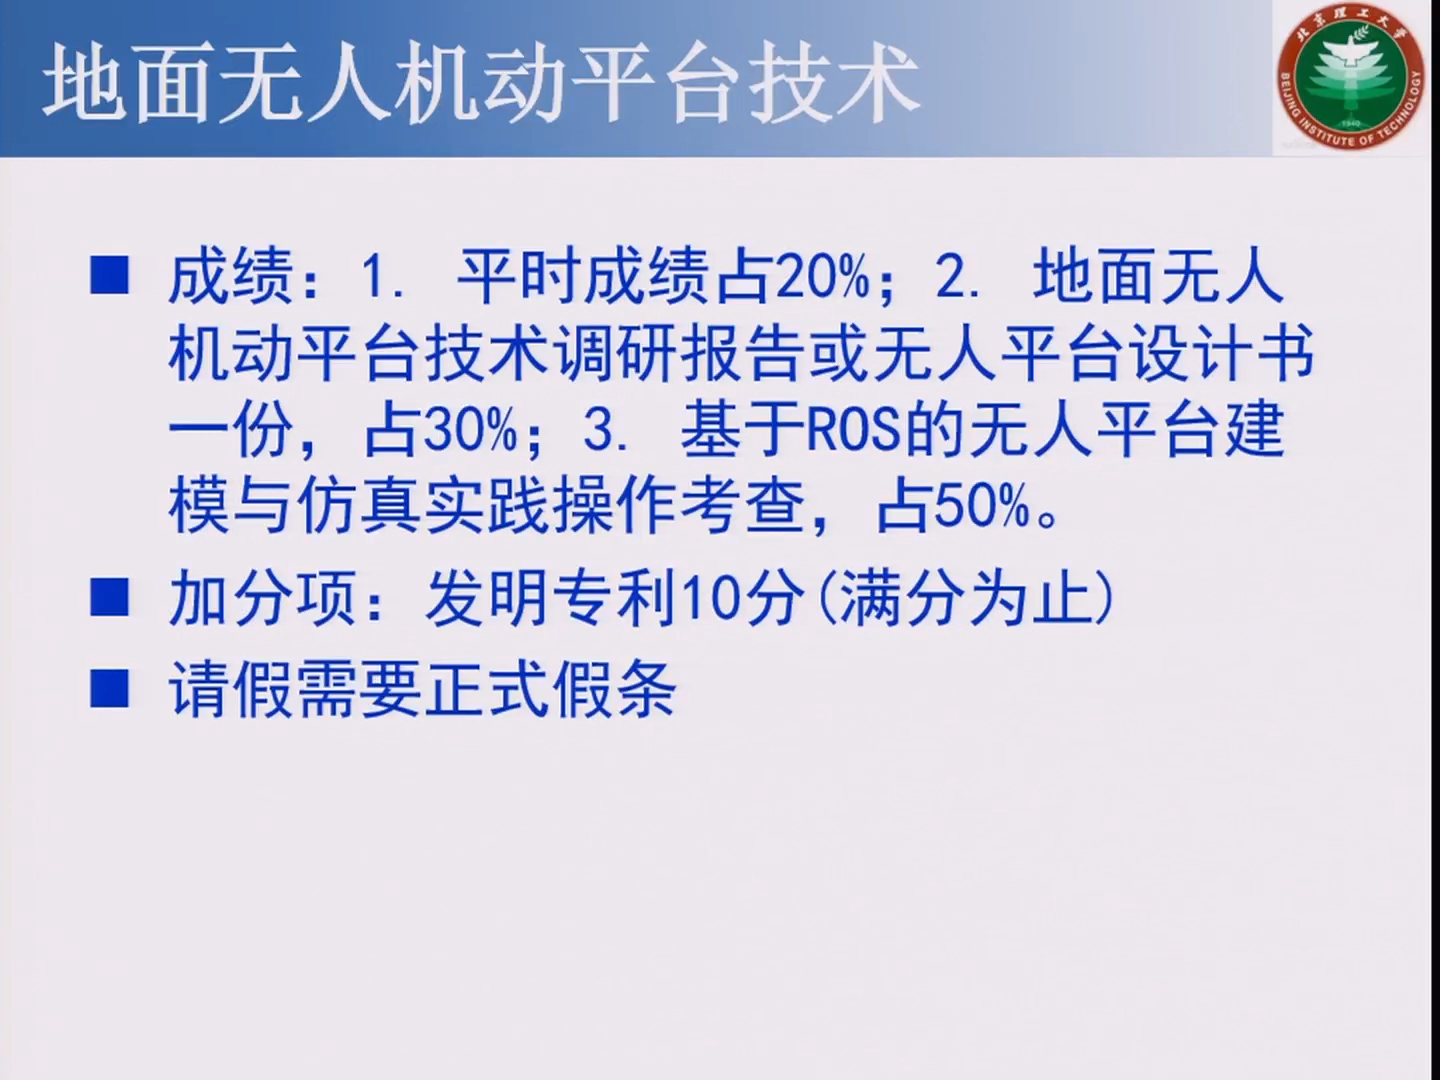 地面无人机动平台技术
北京理工大学
BEIJING INSTITUTE OF TECHNOLOGY
1940
■ 成绩：1. 平时成绩占20%；2. 地面无人
机动平台技术调研报告或无人平台设计书
一份，占30%；3. 基于ROS的无人平台建
模与仿真实践操作考查，占50%。
■ 加分项：发明专利10分(满分为止)
■ 请假需要正式假条